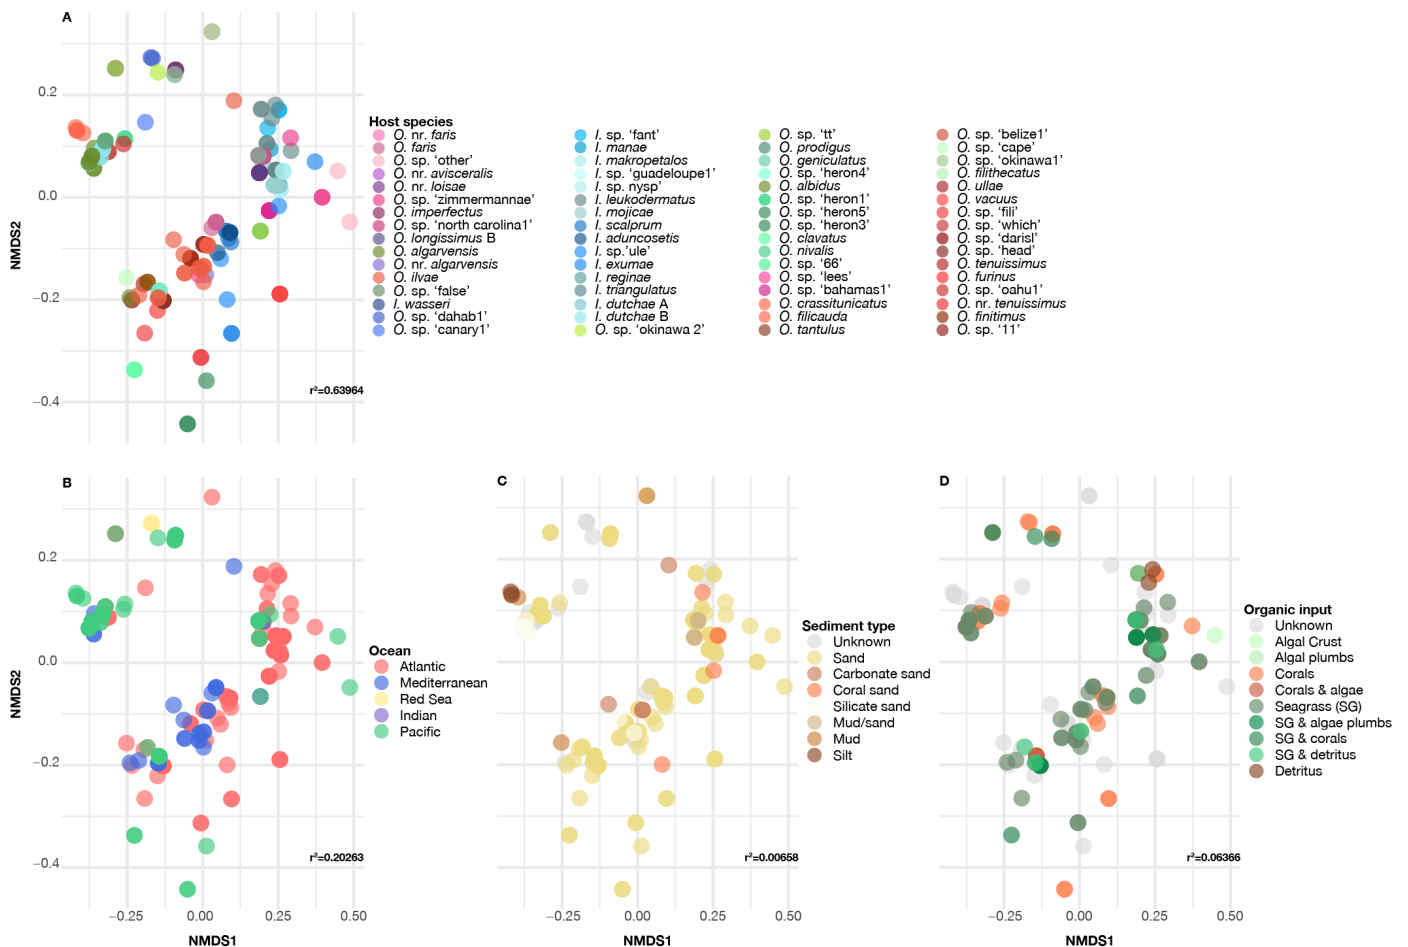 A
0.2
0.0
−0.2
−0.4
NMDS2
r²=0.63964
Host species
O. nr. faris
O. faris
O. sp. ‘other’
O. nr. avisceralis
O. nr. loisae
O. sp. ‘zimmermannae’
O. imperfectus
O. sp. ‘north carolina1’
O. longissimus B
O. algarvensis
O. nr. algarvensis
O. ilvae
O. sp. ‘false’
I. wasseri
O. sp. ‘dahab1’
O. sp. ‘canary1’
I. sp. ‘fant’
I. manae
I. makropetalos
I. sp. ‘guadeloupe1’
I. sp. nysp’
I. leukodermatus
I. mojicae
I. scalprum
I. aduncosetis
I. sp.‘ule’
I. exumae
I. reginae
I. triangulatus
I. dutchae A
I. dutchae B
O. sp. ‘okinawa 2’
O. sp. ‘tt’
O. prodigus
O. geniculatus
O. sp. ‘heron4’
O. albidus
O. sp. ‘heron1’
O. sp. ‘heron5’
O. sp. ‘heron3’
O. clavatus
O. nivalis
O. sp. ‘66’
O. sp. ‘lees’
O. sp. ‘bahamas1’
O. crassitunicatus
O. filicauda
O. tantulus
O. sp. ‘belize1’
O. sp. ‘cape’
O. sp. ‘okinawa1’
O. filithecatus
O. ullae
O. vacuus
O. sp. ‘fili’
O. sp. ‘which’
O. sp. ‘darisl’
O. sp. ‘head’
O. tenuissimus
O. furinus
O. sp. ‘oahu1’
O. nr. tenuissimus
O. finitimus
O. sp. ‘11’
B
0.2
0.0
−0.2
−0.4
NMDS2
−0.25
0.00
0.25
0.50
NMDS1
r²=0.20263
Ocean
Atlantic
Mediterranean
Red Sea
Indian
Pacific
C
−0.25
0.00
0.25
0.50
NMDS1
r²=0.00658
Sediment type
Unknown
Sand
Carbonate sand
Coral sand
Silicate sand
Mud/sand
Mud
Silt
D
−0.25
0.00
0.25
0.50
NMDS1
r²=0.06366
Organic input
Unknown
Algal Crust
Algal plumbs
Corals
Corals & algae
Seagrass (SG)
SG & algae plumbs
SG & corals
SG & detritus
Detritus